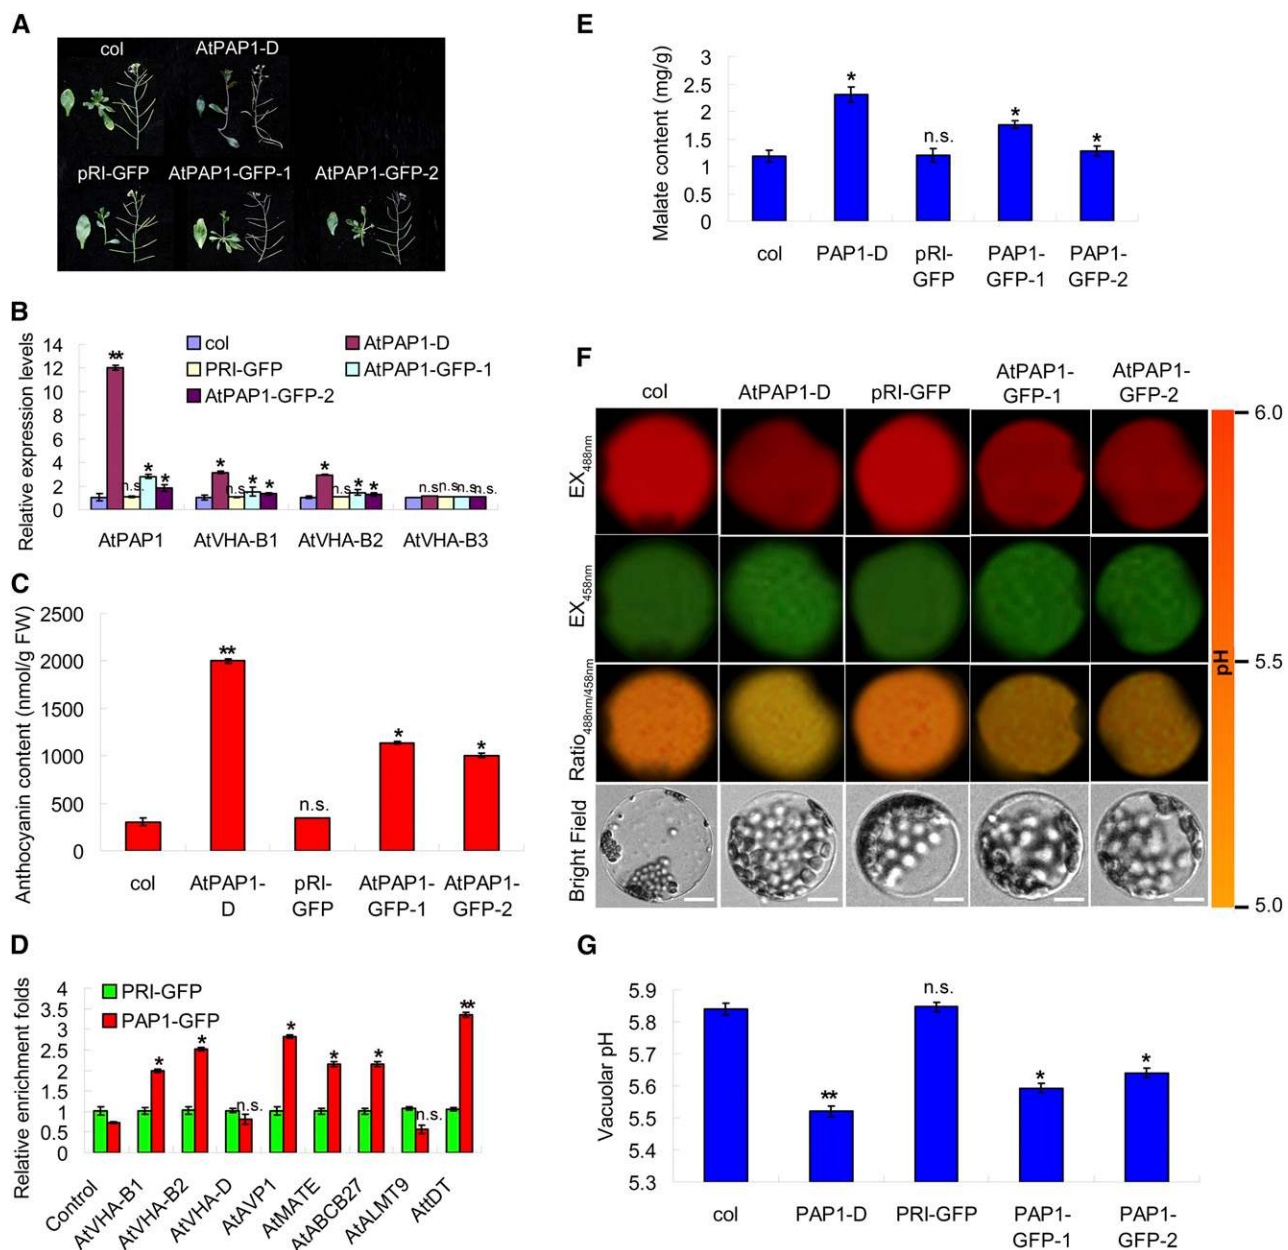 A
col
AtPAP1-D
pRI-GFP
AtPAP1-GFP-1
AtPAP1-GFP-2
B
Relative expression levels
14
12
10
8
6
4
2
0
col
AtPAP1-D
PRI-GFP
AtPAP1-GFP-1
AtPAP1-GFP-2
**
n.s.
*
*
*
n.s.
*
*
*
n.s.
*
*
n.s.
n.s.
n.s.
n.s.
AtPAP1
AtVHA-B1
AtVHA-B2
AtVHA-B3
C
Anthocyanin content (nmol/g FW)
2500
2000
1500
1000
500
0
**
n.s.
*
*
col
AtPAP1-
D
pRI-
GFP
AtPAP1-
GFP-1
AtPAP1-
GFP-2
D
Relative enrichment folds
4
3.5
3
2.5
2
1.5
1
0.5
0
PRI-GFP
PAP1-GFP
*
*
n.s.
*
*
*
n.s.
**
Control
AtVHA-B1
AtVHA-B2
AtVHA-D
AtAVP1
AtMATE
AtABCB27
AtALMT9
AttDT
E
Malate content (mg/g)
3
2.5
2
1.5
1
0.5
0
*
n.s.
*
*
col
PAP1-D
pRI-
GFP
PAP1-
GFP-1
PAP1-
GFP-2
F
col
AtPAP1-D
pRI-GFP
AtPAP1-
GFP-1
AtPAP1-
GFP-2
EX488nm
EX458nm
Ratio488nm/458nm
Bright Field
6.0
pH
5.5
5.0
G
Vacuolar pH
5.9
5.8
5.7
5.6
5.5
5.4
5.3
**
n.s.
*
*
col
PAP1-D
PRI-GFP
PAP1-
GFP-1
PAP1-
GFP-2